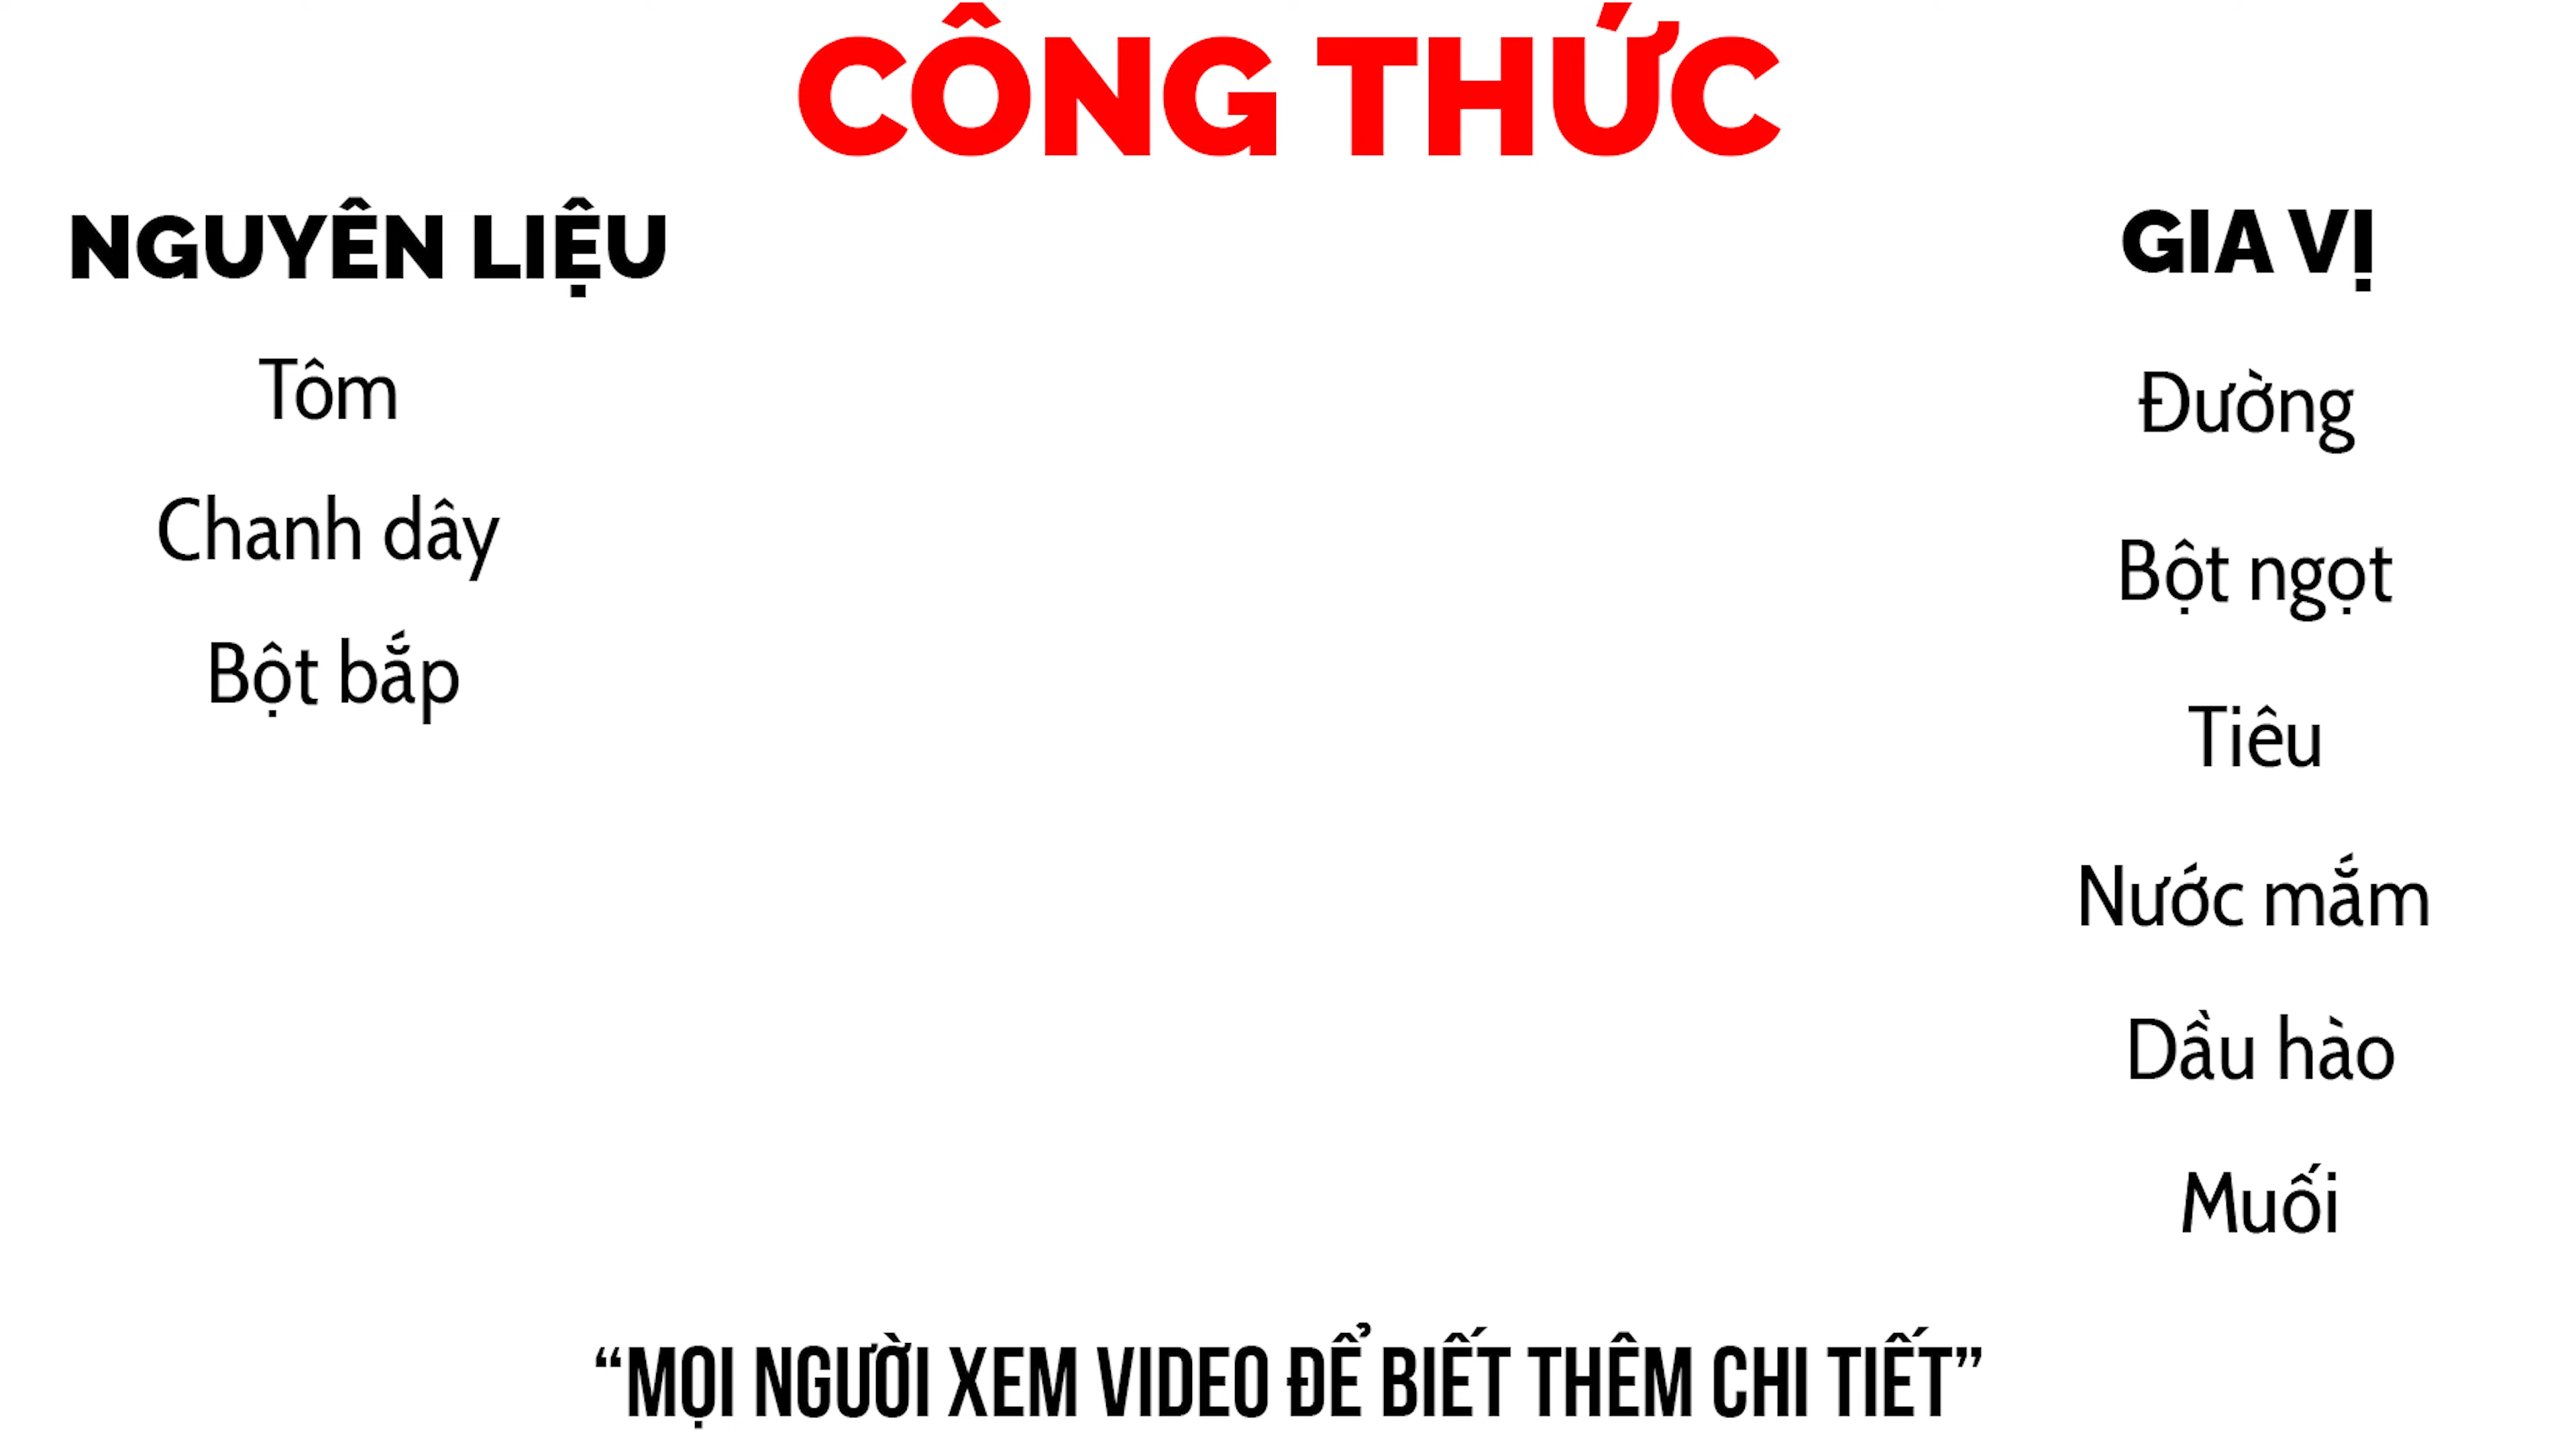 CÔNG THỨC
NGUYÊN LIỆU
Tôm
Chanh dây
Bột bắp
GIA VỊ
Đường
Bột ngọt
Tiêu
Nước mắm
Dầu hào
Muối
“MỌI NGƯỜI XEM VIDEO ĐỂ BIẾT THÊM CHI TIẾT”